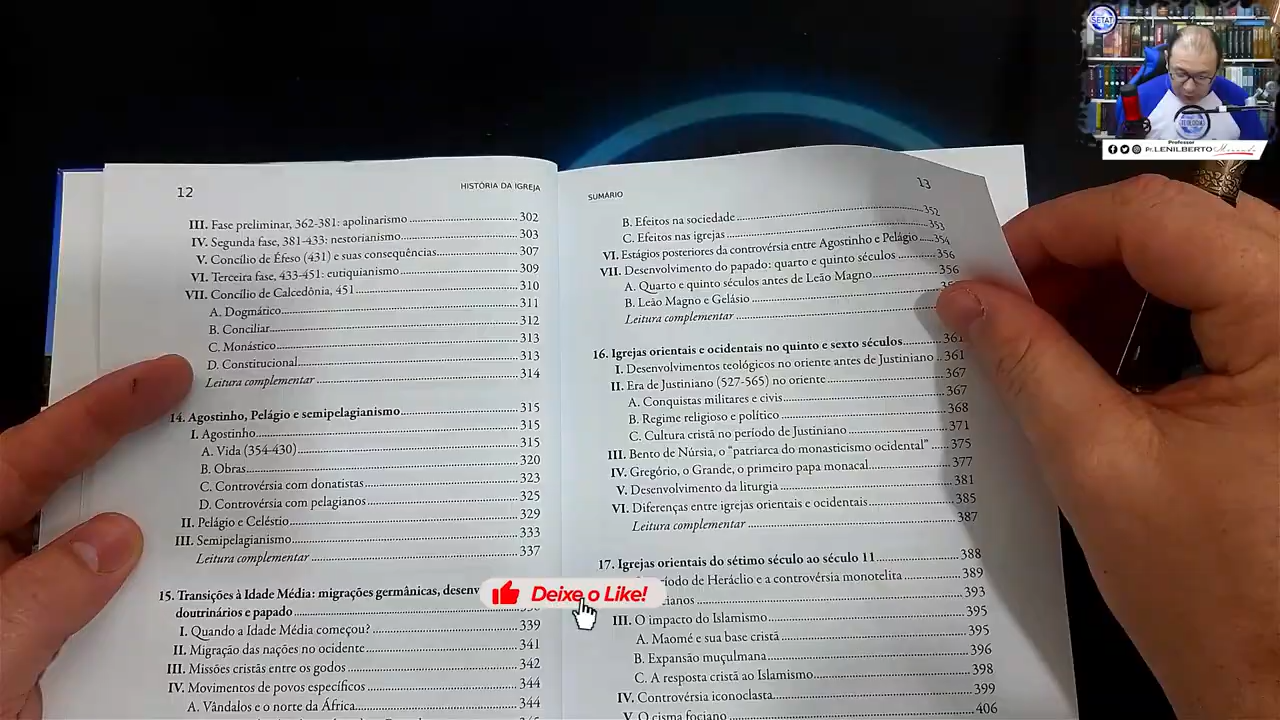 12
HISTÓRIA DA IGREJA
III. Fase preliminar, 362-381: apolinarismo 302
IV. Segunda fase, 381-433: nestorianismo 303
V. Concílio de Éfeso (431) e suas consequências 307
VI. Terceira fase, 433-451: eutiquianismo 309
VII. Concílio de Calcedônia, 451 310
A. Dogmático 311
B. Conciliar 312
C. Monástico 313
D. Constitucional 313
Leitura complementar 314
14. Agostinho, Pelágio e semipelagianismo 315
I. Agostinho 315
A. Vida (354-430) 315
B. Obras 320
C. Controvérsia com donatistas 323
D. Controvérsia com pelagianos 325
II. Pelágio e Celéstio 329
III. Semipelagianismo 333
Leitura complementar 337
15. Transições à Idade Média: migrações germânicas,
doutrinários e papado
I. Quando a Idade Média começou? 339
II. Migração das nações no ocidente 341
III. Missões cristãs entre os godos 342
IV. Movimentos de povos específicos 344
A. Vândalos e o norte da África 344
SUMÁRIO
13
B. Efeitos na sociedade 352
C. Efeitos nas igrejas 353
VI. Estágios posteriores da controvérsia entre Agostinho e Pelágio 354
VII. Desenvolvimento do papado: quarto e quinto séculos 356
A. Quarto e quinto séculos antes de Leão Magno 356
B. Leão Magno e Gelásio
Leitura complementar
16. Igrejas orientais e ocidentais no quinto e sexto séculos 361
I. Desenvolvimentos teológicos no oriente antes de Justiniano 361
II. Era de Justiniano (527-565) no oriente 367
A. Conquistas militares e civis 367
B. Regime religioso e político 368
C. Cultura cristã no período de Justiniano 371
III. Bento de Núrsia, o "patriarca do monasticismo ocidental" 375
IV. Gregório, o Grande, o primeiro papa monacal 377
V. Desenvolvimento da liturgia 381
VI. Diferenças entre igrejas orientais e ocidentais 385
Leitura complementar 387
17. Igrejas orientais do sétimo século ao século 11 388
de Heráclio e a controvérsia monotelita 389
393
III. O impacto do Islamismo 395
A. Maomé e sua base cristã 395
B. Expansão muçulmana 396
C. A resposta cristã ao Islamismo 398
IV. Controvérsia iconoclasta 399
V. O cisma fociano 406
Deixe o Like!
SETAT
TEOLOGIA
Professor
Pr. LENILBERTO Miranda